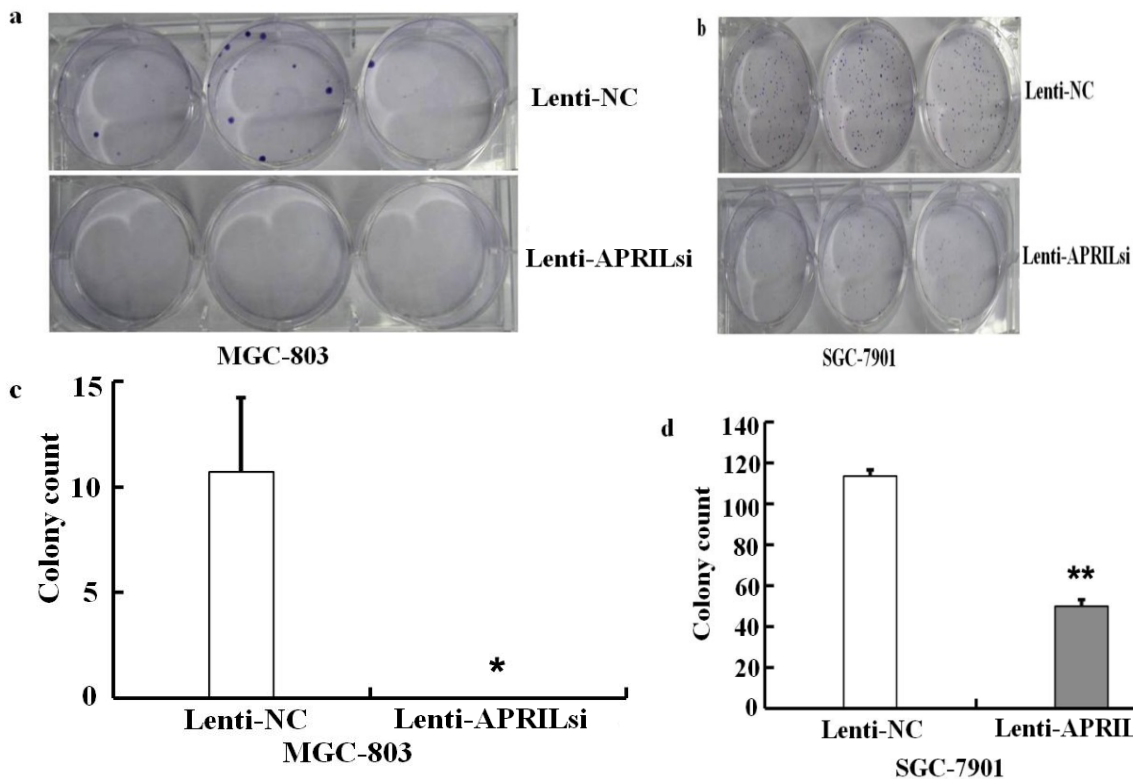 a
Lenti-NC
Lenti-APRILsi
MGC-803
b
Lenti-NC
Lenti-APRILsi
SGC-7901
c
15
10
5
0
Colony count
*
Lenti-NC
Lenti-APRILsi
MGC-803
d
140
120
100
80
60
40
20
0
Colony count
**
Lenti-NC
Lenti-APRIL
SGC-7901